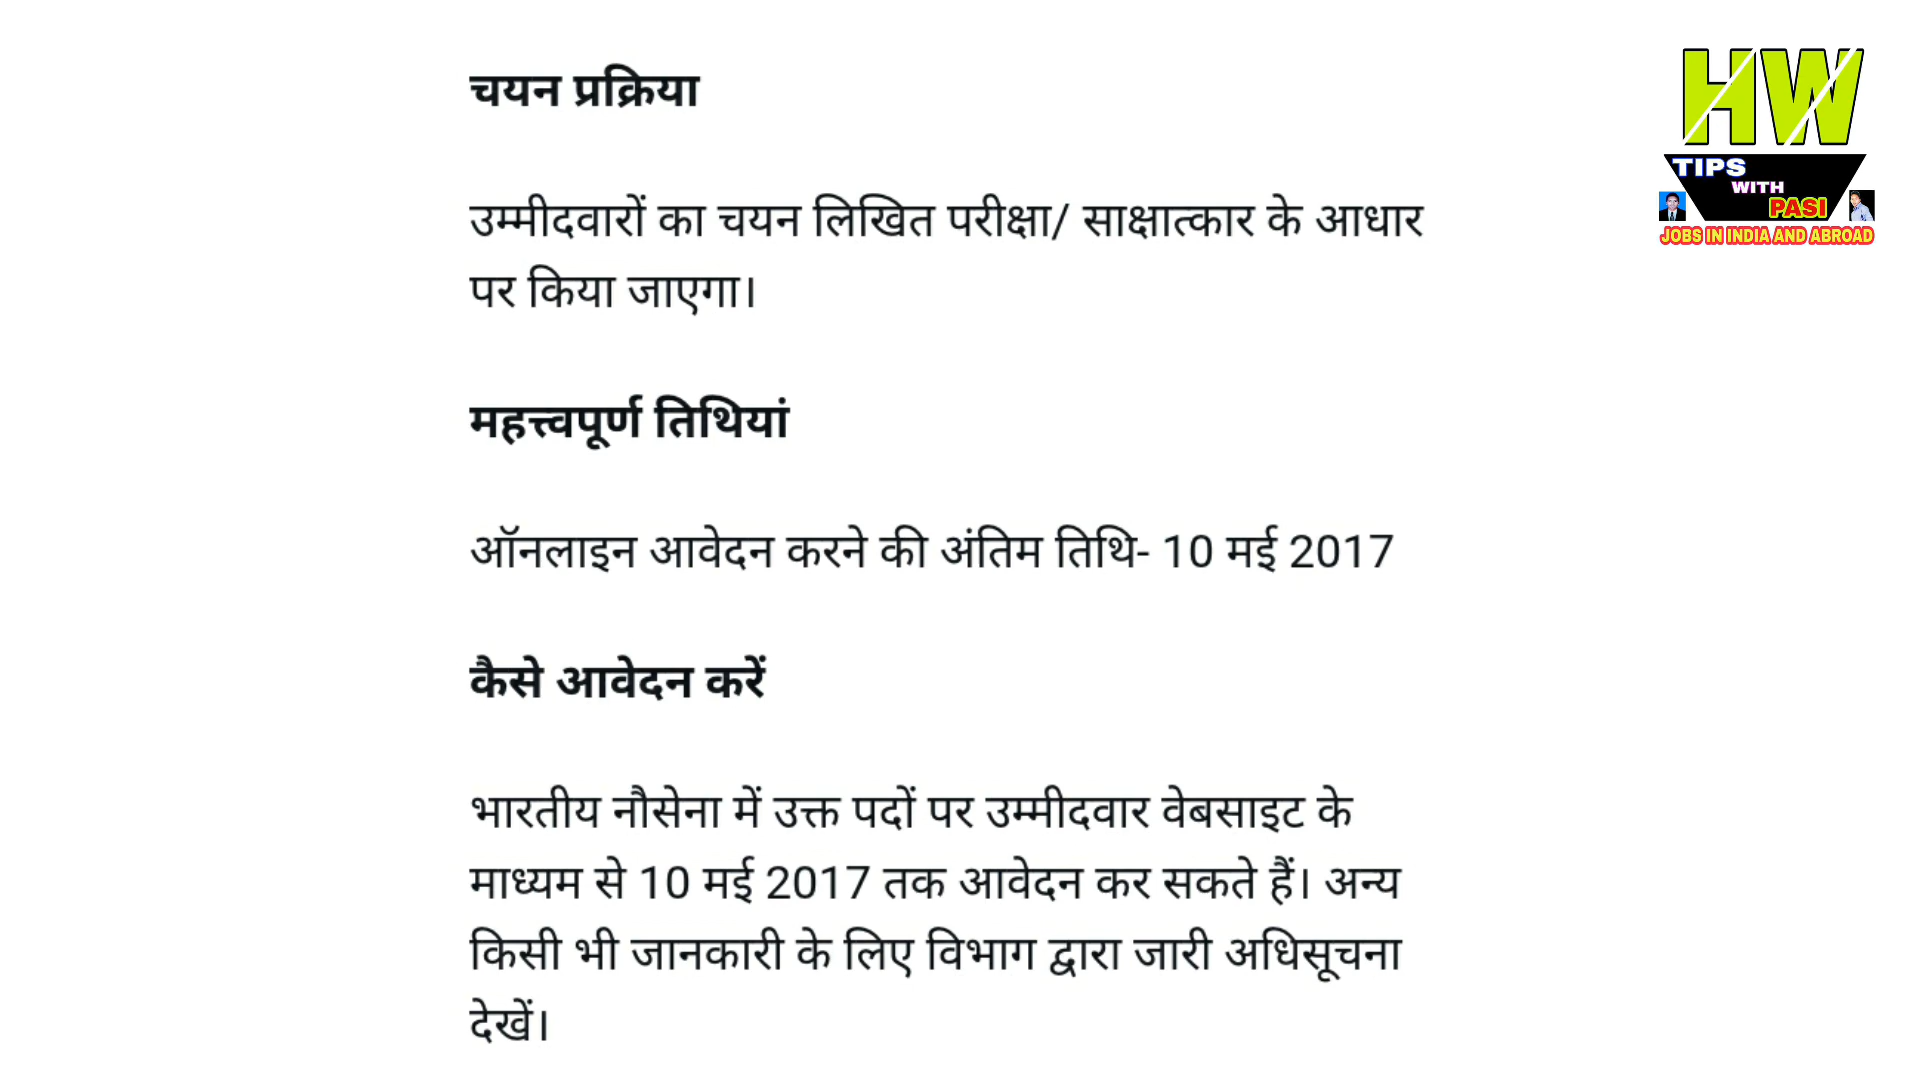 चयन प्रक्रिया
उम्मीदवारों का चयन लिखित परीक्षा/ साक्षात्कार के आधार
पर किया जाएगा।
महत्त्वपूर्ण तिथियां
ऑनलाइन आवेदन करने की अंतिम तिथि- 10 मई 2017
कैसे आवेदन करें
भारतीय नौसेना में उक्त पदों पर उम्मीदवार वेबसाइट के
माध्यम से 10 मई 2017 तक आवेदन कर सकते हैं। अन्य
किसी भी जानकारी के लिए विभाग द्वारा जारी अधिसूचना
देखें।
HW
TIPS
WITH
PASI
JOBS IN INDIA AND ABROAD